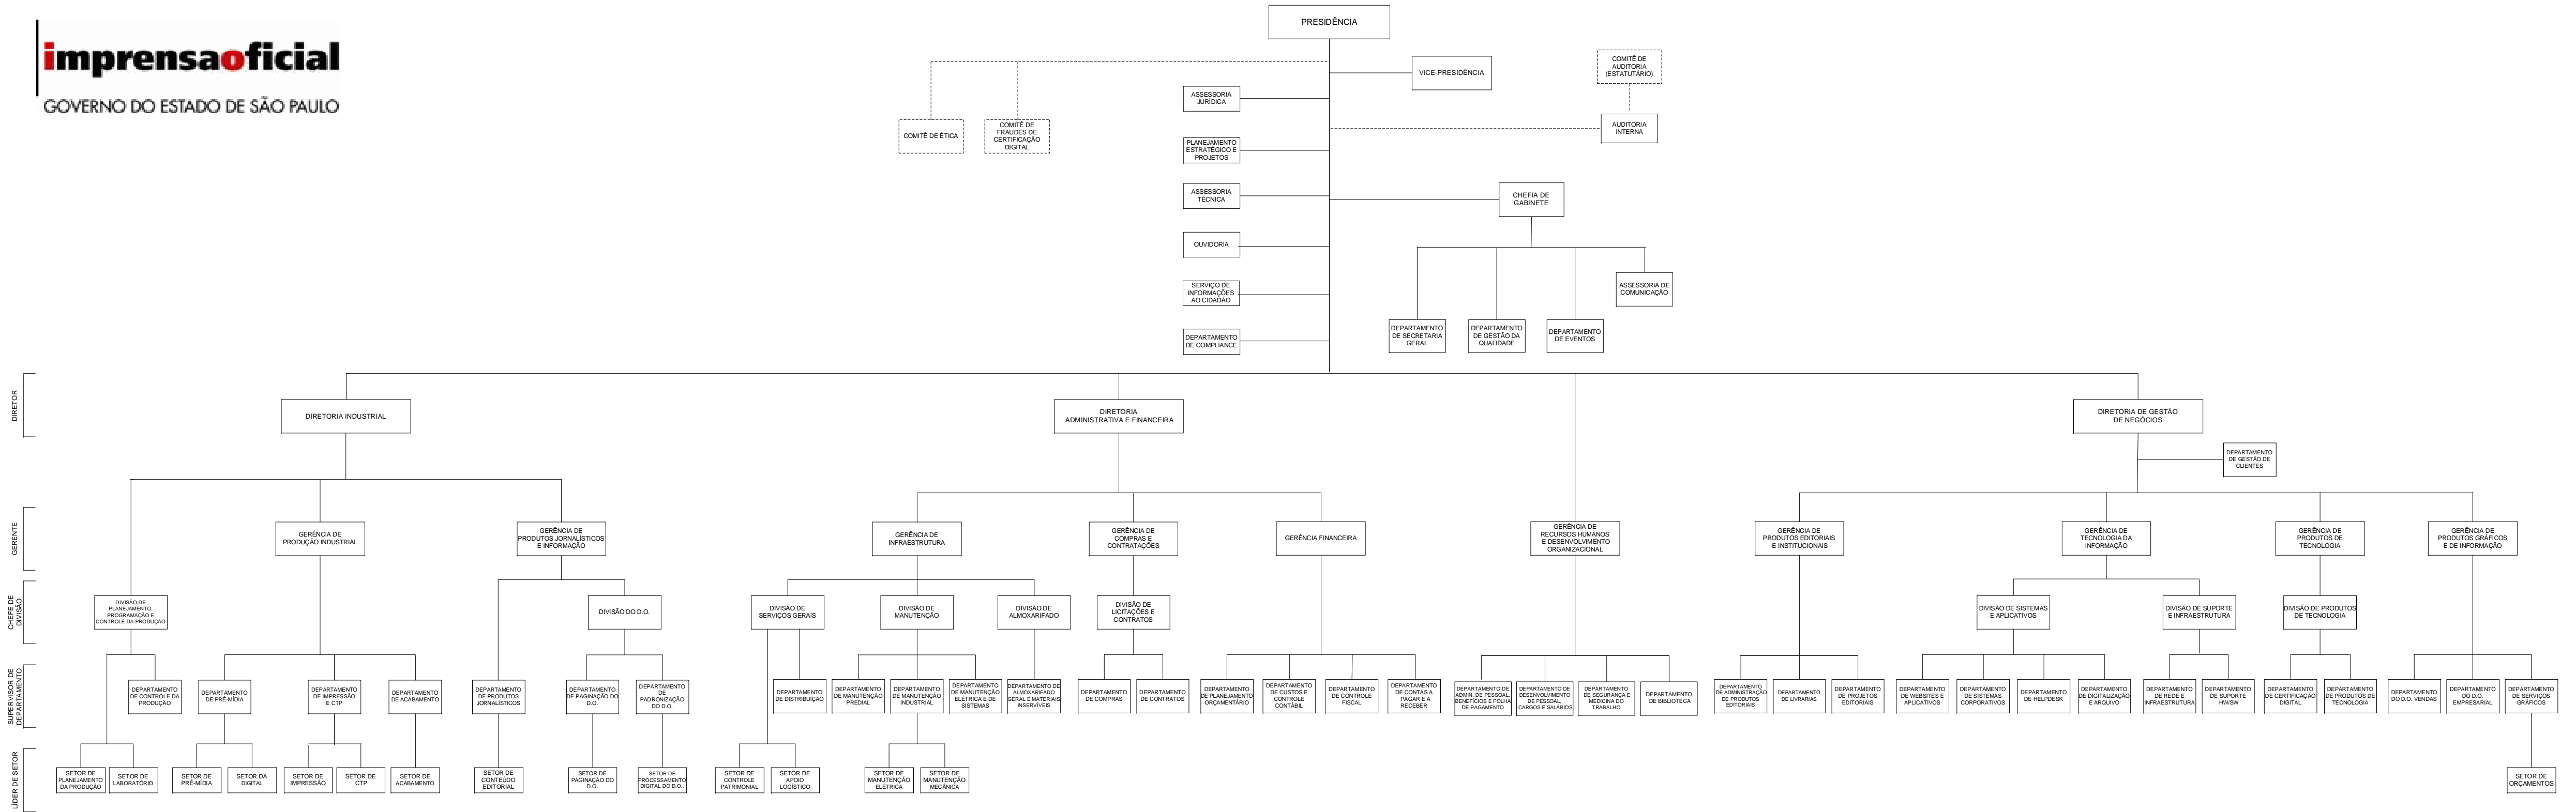 imprensaoficial
GOVERNO DO ESTADO DE SÃO PAULO
PRESIDÊNCIA
VICE-PRESIDÊNCIA
COMITÊ DE
AUDITORIA
(ESTATUTÁRIO)
ASSESSORIA
JURÍDICA
COMITÊ DE ÉTICA
COMITÊ DE
FRAUDES DE
CERTIFICAÇÃO
DIGITAL
AUDITORIA
INTERNA
PLANEJAMENTO
ESTRATÉGICO E
PROJETOS
ASSESSORIA
TÉCNICA
CHEFIA DE
GABINETE
OUVIDORIA
SERVIÇO DE
INFORMAÇÕES
AO CIDADÃO
ASSESSORIA DE
COMUNICAÇÃO
DEPARTAMENTO
DE COMPLIANCE
DEPARTAMENTO
DE SECRETARIA
GERAL
DEPARTAMENTO
DE GESTÃO DA
QUALIDADE
DEPARTAMENTO
DE EVENTOS
DIRETOR
DIRETORIA INDUSTRIAL
DIRETORIA
ADMINISTRATIVA E FINANCEIRA
DIRETORIA DE GESTÃO
DE NEGÓCIOS
DEPARTAMENTO
DE GESTÃO DE
CLIENTES
GERENTE
GERÊNCIA DE
PRODUÇÃO INDUSTRIAL
GERÊNCIA DE
PRODUTOS JORNALÍSTICOS
E INFORMAÇÃO
GERÊNCIA DE
INFRAESTRUTURA
GERÊNCIA DE
COMPRAS E
CONTRATAÇÕES
GERÊNCIA FINANCEIRA
GERÊNCIA DE
RECURSOS HUMANOS
E DESENVOLVIMENTO
ORGANIZACIONAL
GERÊNCIA DE
PRODUTOS EDITORIAIS
E INSTITUCIONAIS
GERÊNCIA DE
TECNOLOGIA DA
INFORMAÇÃO
GERÊNCIA DE
PRODUTOS DE
TECNOLOGIA
GERÊNCIA DE
PRODUTOS GRÁFICOS
E DE INFORMAÇÃO
CHEFE DE
DIVISÃO
DIVISÃO DE
PLANEJAMENTO,
PROGRAMAÇÃO E
CONTROLE DA PRODUÇÃO
DIVISÃO DO D.O.
DIVISÃO DE
SERVIÇOS GERAIS
DIVISÃO DE
MANUTENÇÃO
DIVISÃO DE
ALMOXARIFADO
DIVISÃO DE
LICITAÇÕES E
CONTRATOS
DIVISÃO DE SISTEMAS
E APLICATIVOS
DIVISÃO DE SUPORTE
E INFRAESTRUTURA
DIVISÃO DE PRODUTOS
DE TECNOLOGIA
SUPERVISOR DE
DEPARTAMENTO
DEPARTAMENTO
DE CONTROLE DA
PRODUÇÃO
DEPARTAMENTO
DE PRÉ-MÍDIA
DEPARTAMENTO
DE IMPRESSÃO
E CTP
DEPARTAMENTO
DE ACABAMENTO
DEPARTAMENTO
DE PRODUTOS
JORNALÍSTICOS
DEPARTAMENTO
DE PAGINAÇÃO DO
D.O.
DEPARTAMENTO
DE
PADRONIZAÇÃO
DO D.O.
DEPARTAMENTO
DE DISTRIBUIÇÃO
DEPARTAMENTO
DE MANUTENÇÃO
PREDIAL
DEPARTAMENTO
DE MANUTENÇÃO
INDUSTRIAL
DEPARTAMENTO
DE MANUTENÇÃO
ELÉTRICA E DE
SISTEMAS
DEPARTAMENTO DE
ALMOXARIFADO
GERAL E MATERIAIS
INSERVÍVEIS
DEPARTAMENTO
DE COMPRAS
DEPARTAMENTO
DE CONTRATOS
DEPARTAMENTO
DE PLANEJAMENTO
ORÇAMENTÁRIO
DEPARTAMENTO
DE CUSTOS E
CONTROLE
CONTÁBIL
DEPARTAMENTO
DE CONTROLE
FISCAL
DEPARTAMENTO
DE CONTAS A
PAGAR E A
RECEBER
DEPARTAMENTO DE
ADMIN. DE PESSOAL,
BENEFÍCIOS E FOLHA
DE PAGAMENTO
DEPARTAMENTO DE
DESENVOLVIMENTO
DE PESSOAL,
CARGOS E SALÁRIOS
DEPARTAMENTO
DE SEGURANÇA E
MEDICINA DO
TRABALHO
DEPARTAMENTO
DE BIBLIOTECA
DEPARTAMENTO
DE ADMINISTRAÇÃO
DE PRODUTOS
EDITORIAIS
DEPARTAMENTO
DE LIVRARIAS
DEPARTAMENTO
DE PROJETOS
EDITORIAIS
DEPARTAMENTO
DE WEBSITES E
APLICATIVOS
DEPARTAMENTO
DE SISTEMAS
CORPORATIVOS
DEPARTAMENTO
DE HELPDESK
DEPARTAMENTO
DE DIGITALIZAÇÃO
E ARQUIVO
DEPARTAMENTO
DE REDE E
INFRAESTRUTURA
DEPARTAMENTO
DE SUPORTE
HW/SW
DEPARTAMENTO
DE CERTIFICAÇÃO
DIGITAL
DEPARTAMENTO
DE PRODUTOS DE
TECNOLOGIA
DEPARTAMENTO
DO D.O. VENDAS
DEPARTAMENTO
DO D.O.
EMPRESARIAL
DEPARTAMENTO
DE SERVIÇOS
GRÁFICOS
LÍDER DE SETOR
SETOR DE
PLANEJAMENTO
DA PRODUÇÃO
SETOR DE
LABORATÓRIO
SETOR DE
PRÉ-MÍDIA
SETOR DA
DIGITAL
SETOR DE
IMPRESSÃO
SETOR DE
CTP
SETOR DE
ACABAMENTO
SETOR DE
CONTEÚDO
EDITORIAL
SETOR DE
PAGINAÇÃO DO
D.O.
SETOR DE
PROCESSAMENTO
DIGITAL DO D.O..
SETOR DE
CONTROLE
PATRIMONIAL
SETOR DE
APOIO
LOGÍSTICO
SETOR DE
MANUTENÇÃO
ELÉTRICA
SETOR DE
MANUTENÇÃO
MECÂNICA
SETOR DE
ORÇAMENTOS